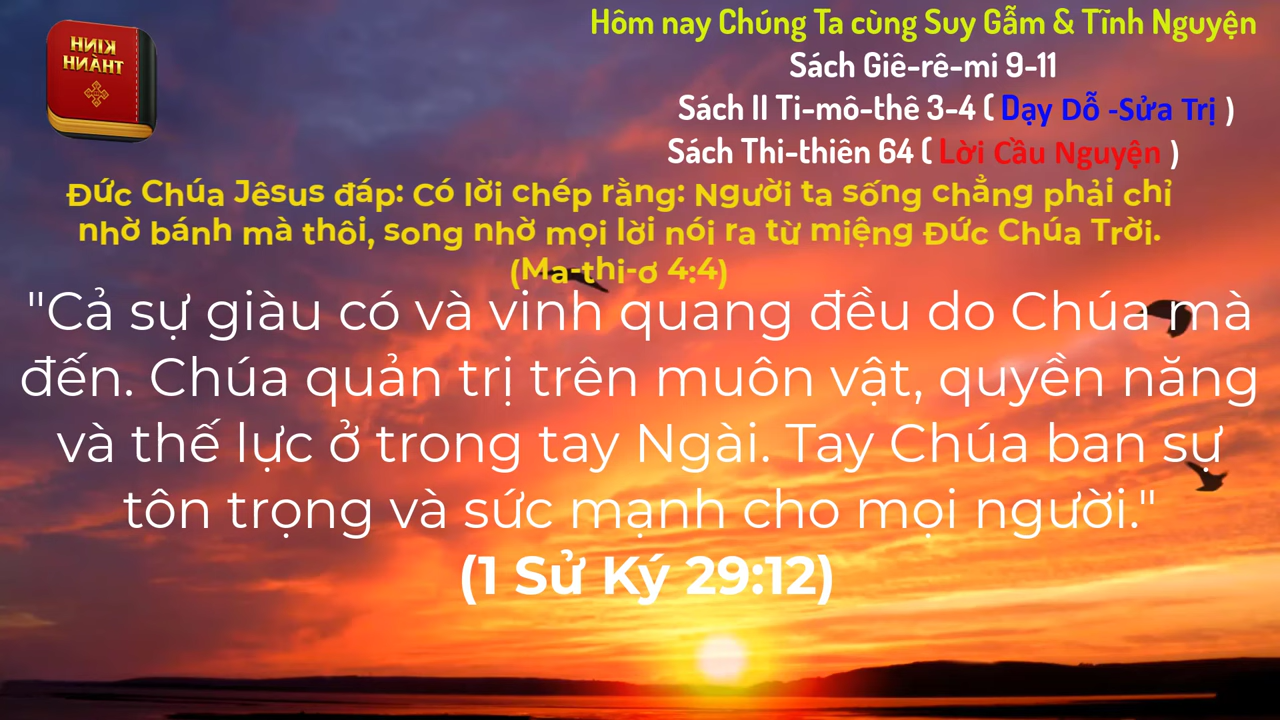 KINH
THÁNH
Hôm nay Chúng Ta cùng Suy Gẫm & Tĩnh Nguyện
Sách Giê-rê-mi 9-11
Sách II Ti-mô-thê 3-4 ( Dạy Dỗ -Sửa Trị )
Sách Thi-thiên 64 ( Lời Cầu Nguyện )
Đức Chúa Jêsus đáp: Có lời chép rằng: Người ta sống chẳng phải chỉ
nhờ bánh mà thôi, song nhờ mọi lời nói ra từ miệng Đức Chúa Trời.
(Ma-thi-ơ 4:4)
"Cả sự giàu có và vinh quang đều do Chúa mà
đến. Chúa quản trị trên muôn vật, quyền năng
và thế lực ở trong tay Ngài. Tay Chúa ban sự
tôn trọng và sức mạnh cho mọi người."
(1 Sử Ký 29:12)